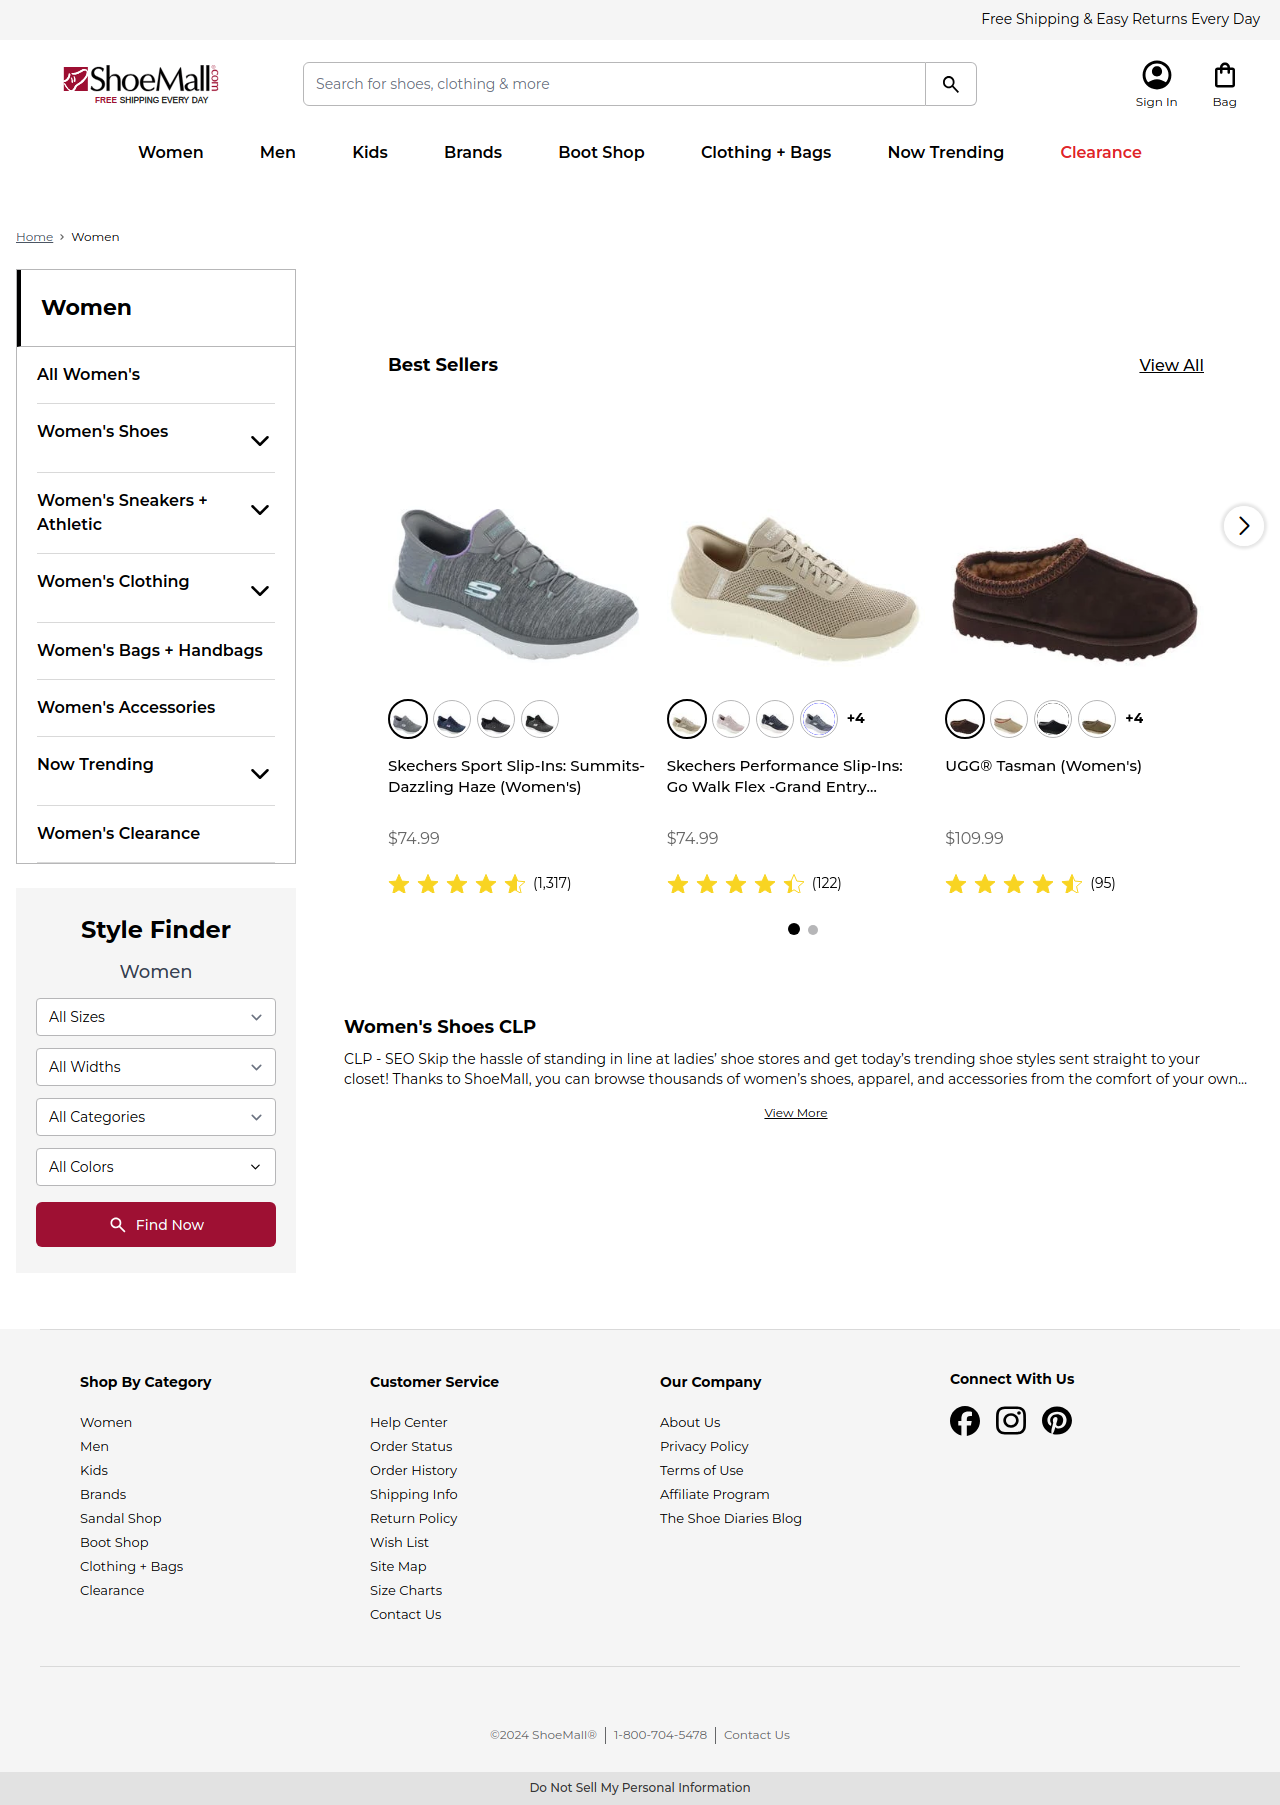 Free Shipping & Easy Returns Every Day
ShoeMall.com
FREE SHIPPING EVERY DAY
Search for shoes, clothing & more
Sign In
Bag
Women
Men
Kids
Brands
Boot Shop
Clothing + Bags
Now Trending
Clearance
Home › Women
Women
All Women's
Women's Shoes
Women's Sneakers +
Athletic
Women's Clothing
Women's Bags + Handbags
Women's Accessories
Now Trending
Women's Clearance
Style Finder
Women
All Sizes
All Widths
All Categories
All Colors
Find Now
Best Sellers
View All
Skechers Sport Slip-Ins: Summits-
Dazzling Haze (Women's)
$74.99
(1,317)
+4
Skechers Performance Slip-Ins:
Go Walk Flex -Grand Entry...
$74.99
(122)
+4
UGG® Tasman (Women's)
$109.99
(95)
Women's Shoes CLP
CLP - SEO Skip the hassle of standing in line at ladies’ shoe stores and get today’s trending shoe styles sent straight to your
closet! Thanks to ShoeMall, you can browse thousands of women’s shoes, apparel, and accessories from the comfort of your own...
View More
Shop By Category
Women
Men
Kids
Brands
Sandal Shop
Boot Shop
Clothing + Bags
Clearance
Customer Service
Help Center
Order Status
Order History
Shipping Info
Return Policy
Wish List
Site Map
Size Charts
Contact Us
Our Company
About Us
Privacy Policy
Terms of Use
Affiliate Program
The Shoe Diaries Blog
Connect With Us
©2024 ShoeMall® | 1-800-704-5478 | Contact Us
Do Not Sell My Personal Information